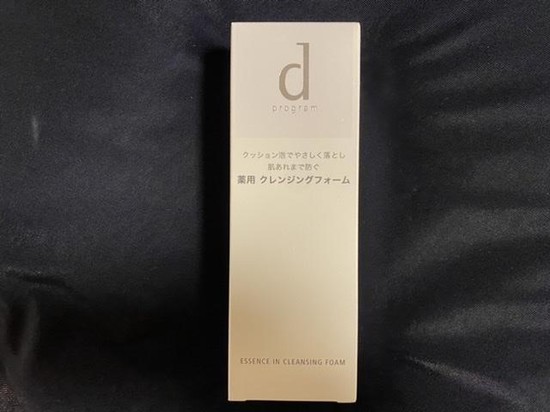 d
program
クッション泡でやさしく落とし
肌あれまで防ぐ
薬用 クレンジングフォーム
ESSENCE IN CLEANSING FOAM